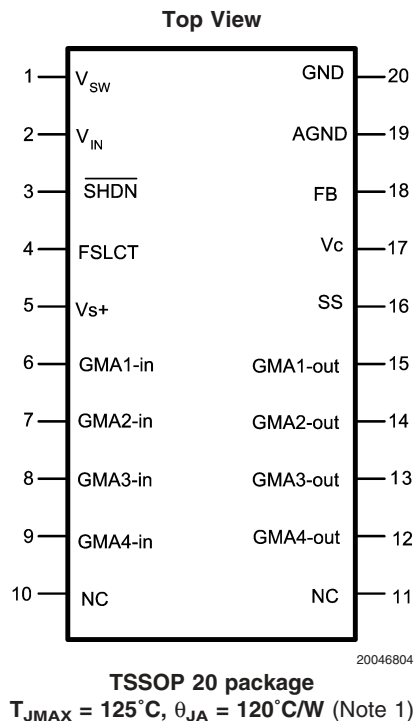 Top View
1 V_SW GND 20
2 V_IN AGND 19
3 S̅H̅D̅N̅ FB 18
4 FSLCT Vc 17
5 Vs+ SS 16
6 GMA1-in GMA1-out 15
7 GMA2-in GMA2-out 14
8 GMA3-in GMA3-out 13
9 GMA4-in GMA4-out 12
10 NC NC 11
20046804
TSSOP 20 package
T_JMAX = 125˚C, θ_JA = 120˚C/W (Note 1)